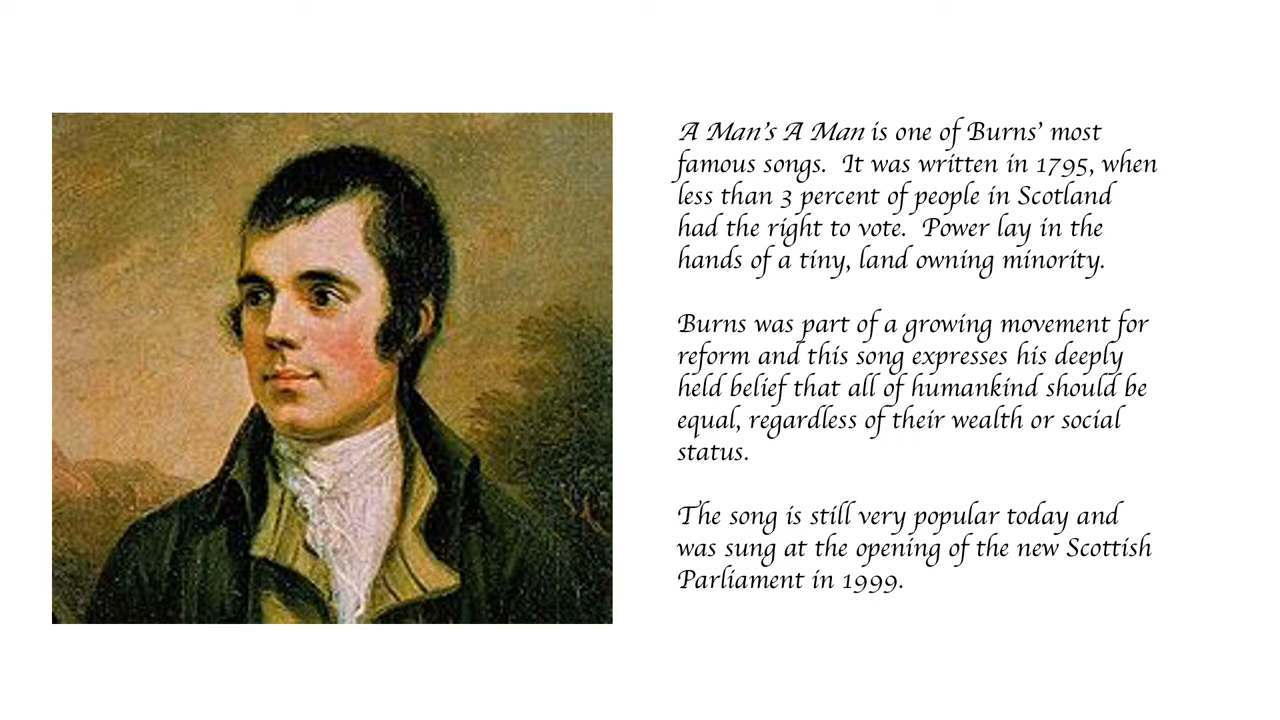 A Man's A Man is one of Burns' most
famous songs.  It was written in 1795, when
less than 3 percent of people in Scotland
had the right to vote.  Power lay in the
hands of a tiny, land owning minority.
Burns was part of a growing movement for
reform and this song expresses his deeply
held belief that all of humankind should be
equal, regardless of their wealth or social
status.
The song is still very popular today and
was sung at the opening of the new Scottish
Parliament in 1999.